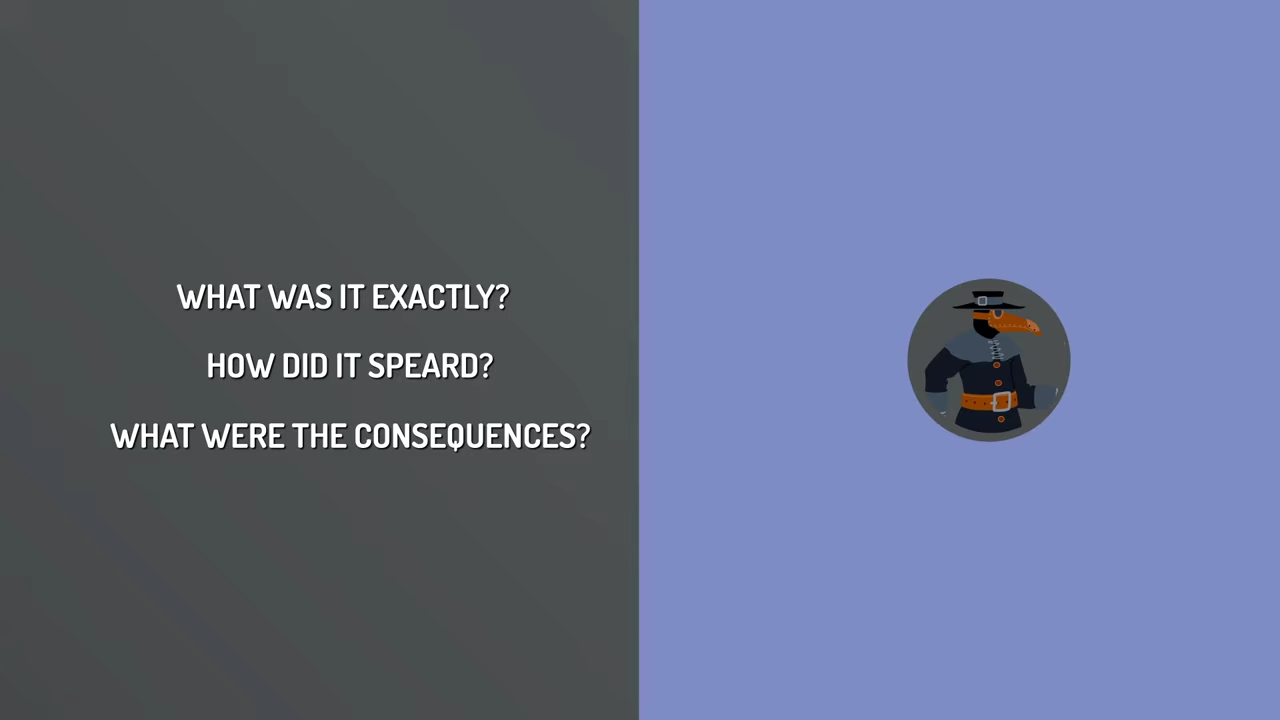 WHAT WAS IT EXACTLY?
HOW DID IT SPEARD?
WHAT WERE THE CONSEQUENCES?